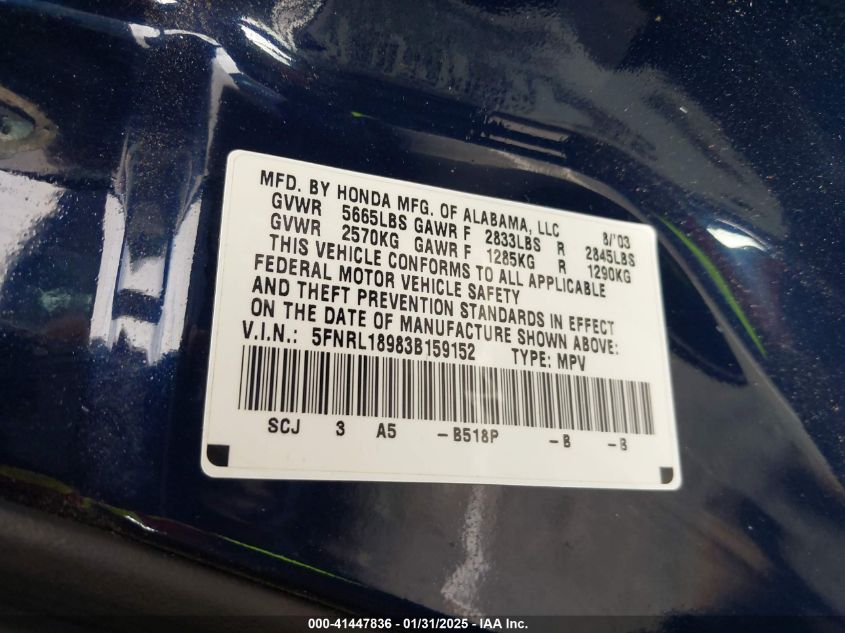 MFD. BY HONDA MFG. OF ALABAMA, LLC 8/'03
GVWR 5665LBS GAWR F 2833LBS R 2845LBS
GVWR 2570KG GAWR F 1285KG R 1290KG
THIS VEHICLE CONFORMS TO ALL APPLICABLE
FEDERAL MOTOR VEHICLE SAFETY
AND THEFT PREVENTION STANDARDS IN EFFECT
ON THE DATE OF MANUFACTURE SHOWN ABOVE:
V.I.N.: 5FNRL18983B159152 TYPE: MPV
SCJ 3 A5 -B518P -B -B
000-41447836 - 01/31/2025 - IAA Inc.